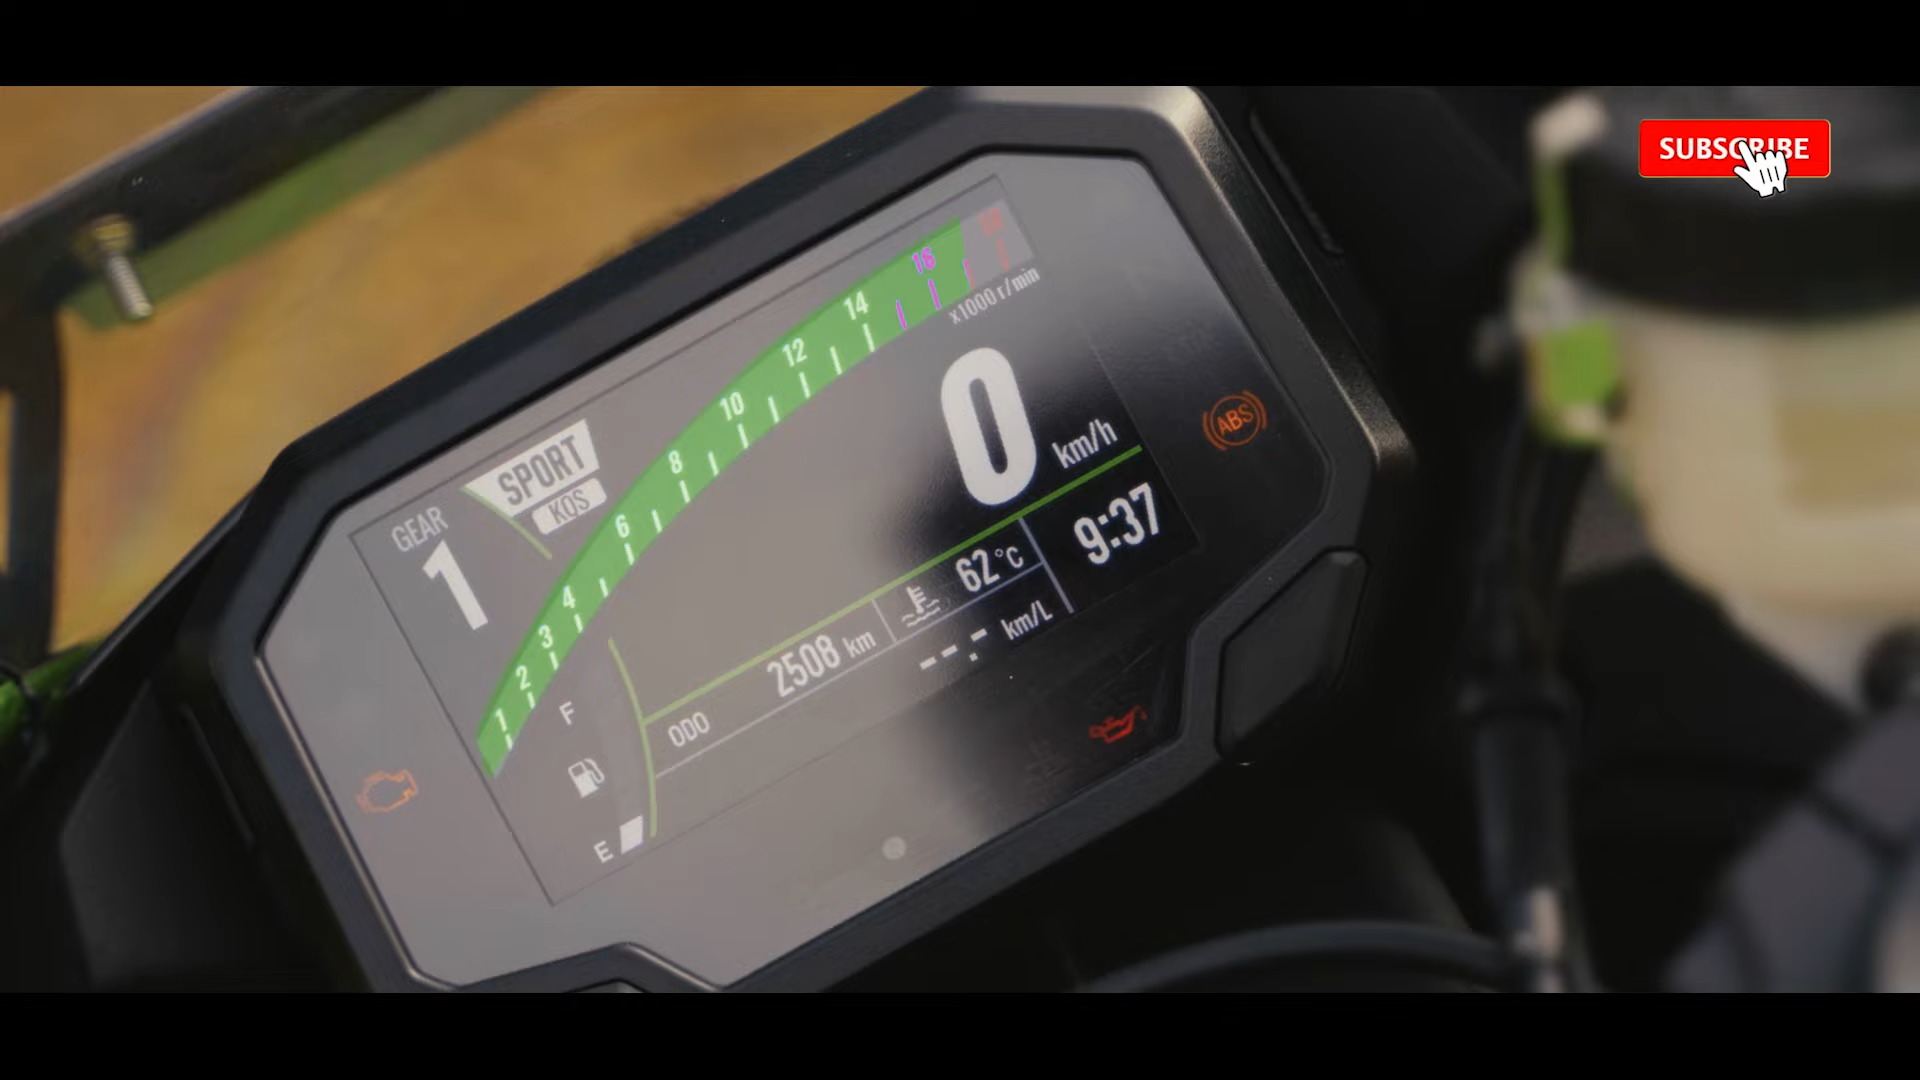 SUBSCRIBE
16
x1000 r/min
14
12
10
8
6
4
3
2
1
SPORT
KQS
GEAR
1
0 km/h
ABS
9:37
62 °C
--.- km/L
ODO 2508 km
F
E